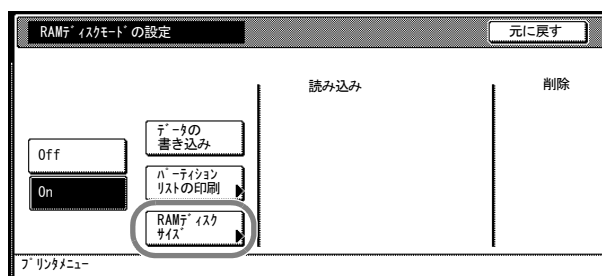 RAMﾃﾞｨｽｸﾓｰﾄﾞの設定
元に戻す
読み込み
削除
ﾃﾞｰﾀの
書き込み
Off
On
ﾊﾟｰﾃｨｼｮﾝ
ﾘｽﾄの印刷
RAMﾃﾞｨｽｸ
ｻｲｽﾞ
ﾌﾟﾘﾝﾀﾒﾆｭｰ